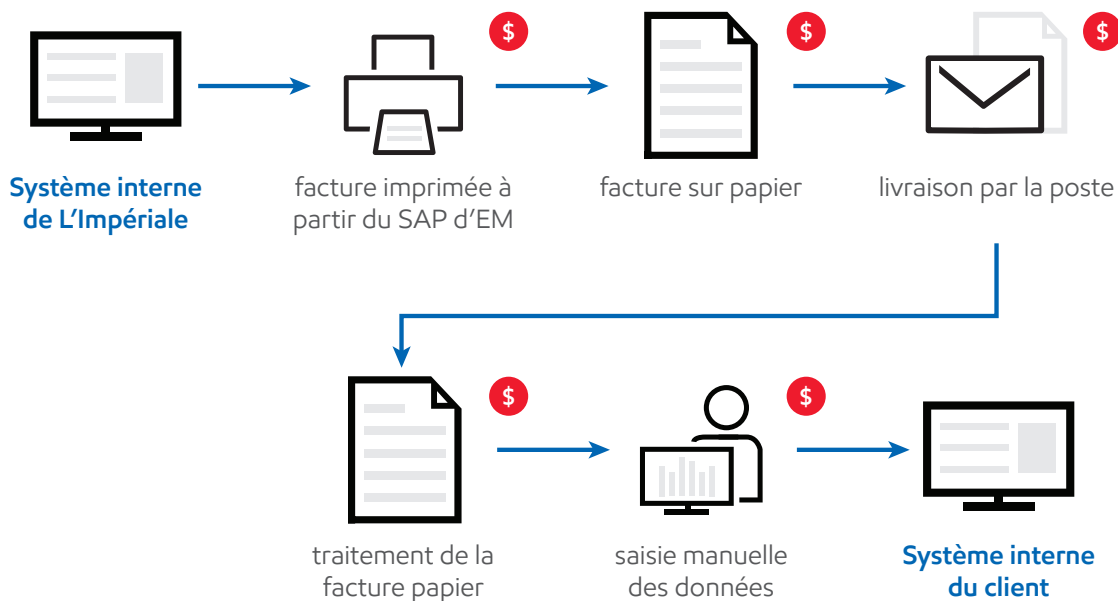 $
$
$
Système interne
de L'Impériale
facture imprimée à
partir du SAP d'EM
facture sur papier
livraison par la poste
$
$
traitement de la
facture papier
saisie manuelle
des données
Système interne
du client